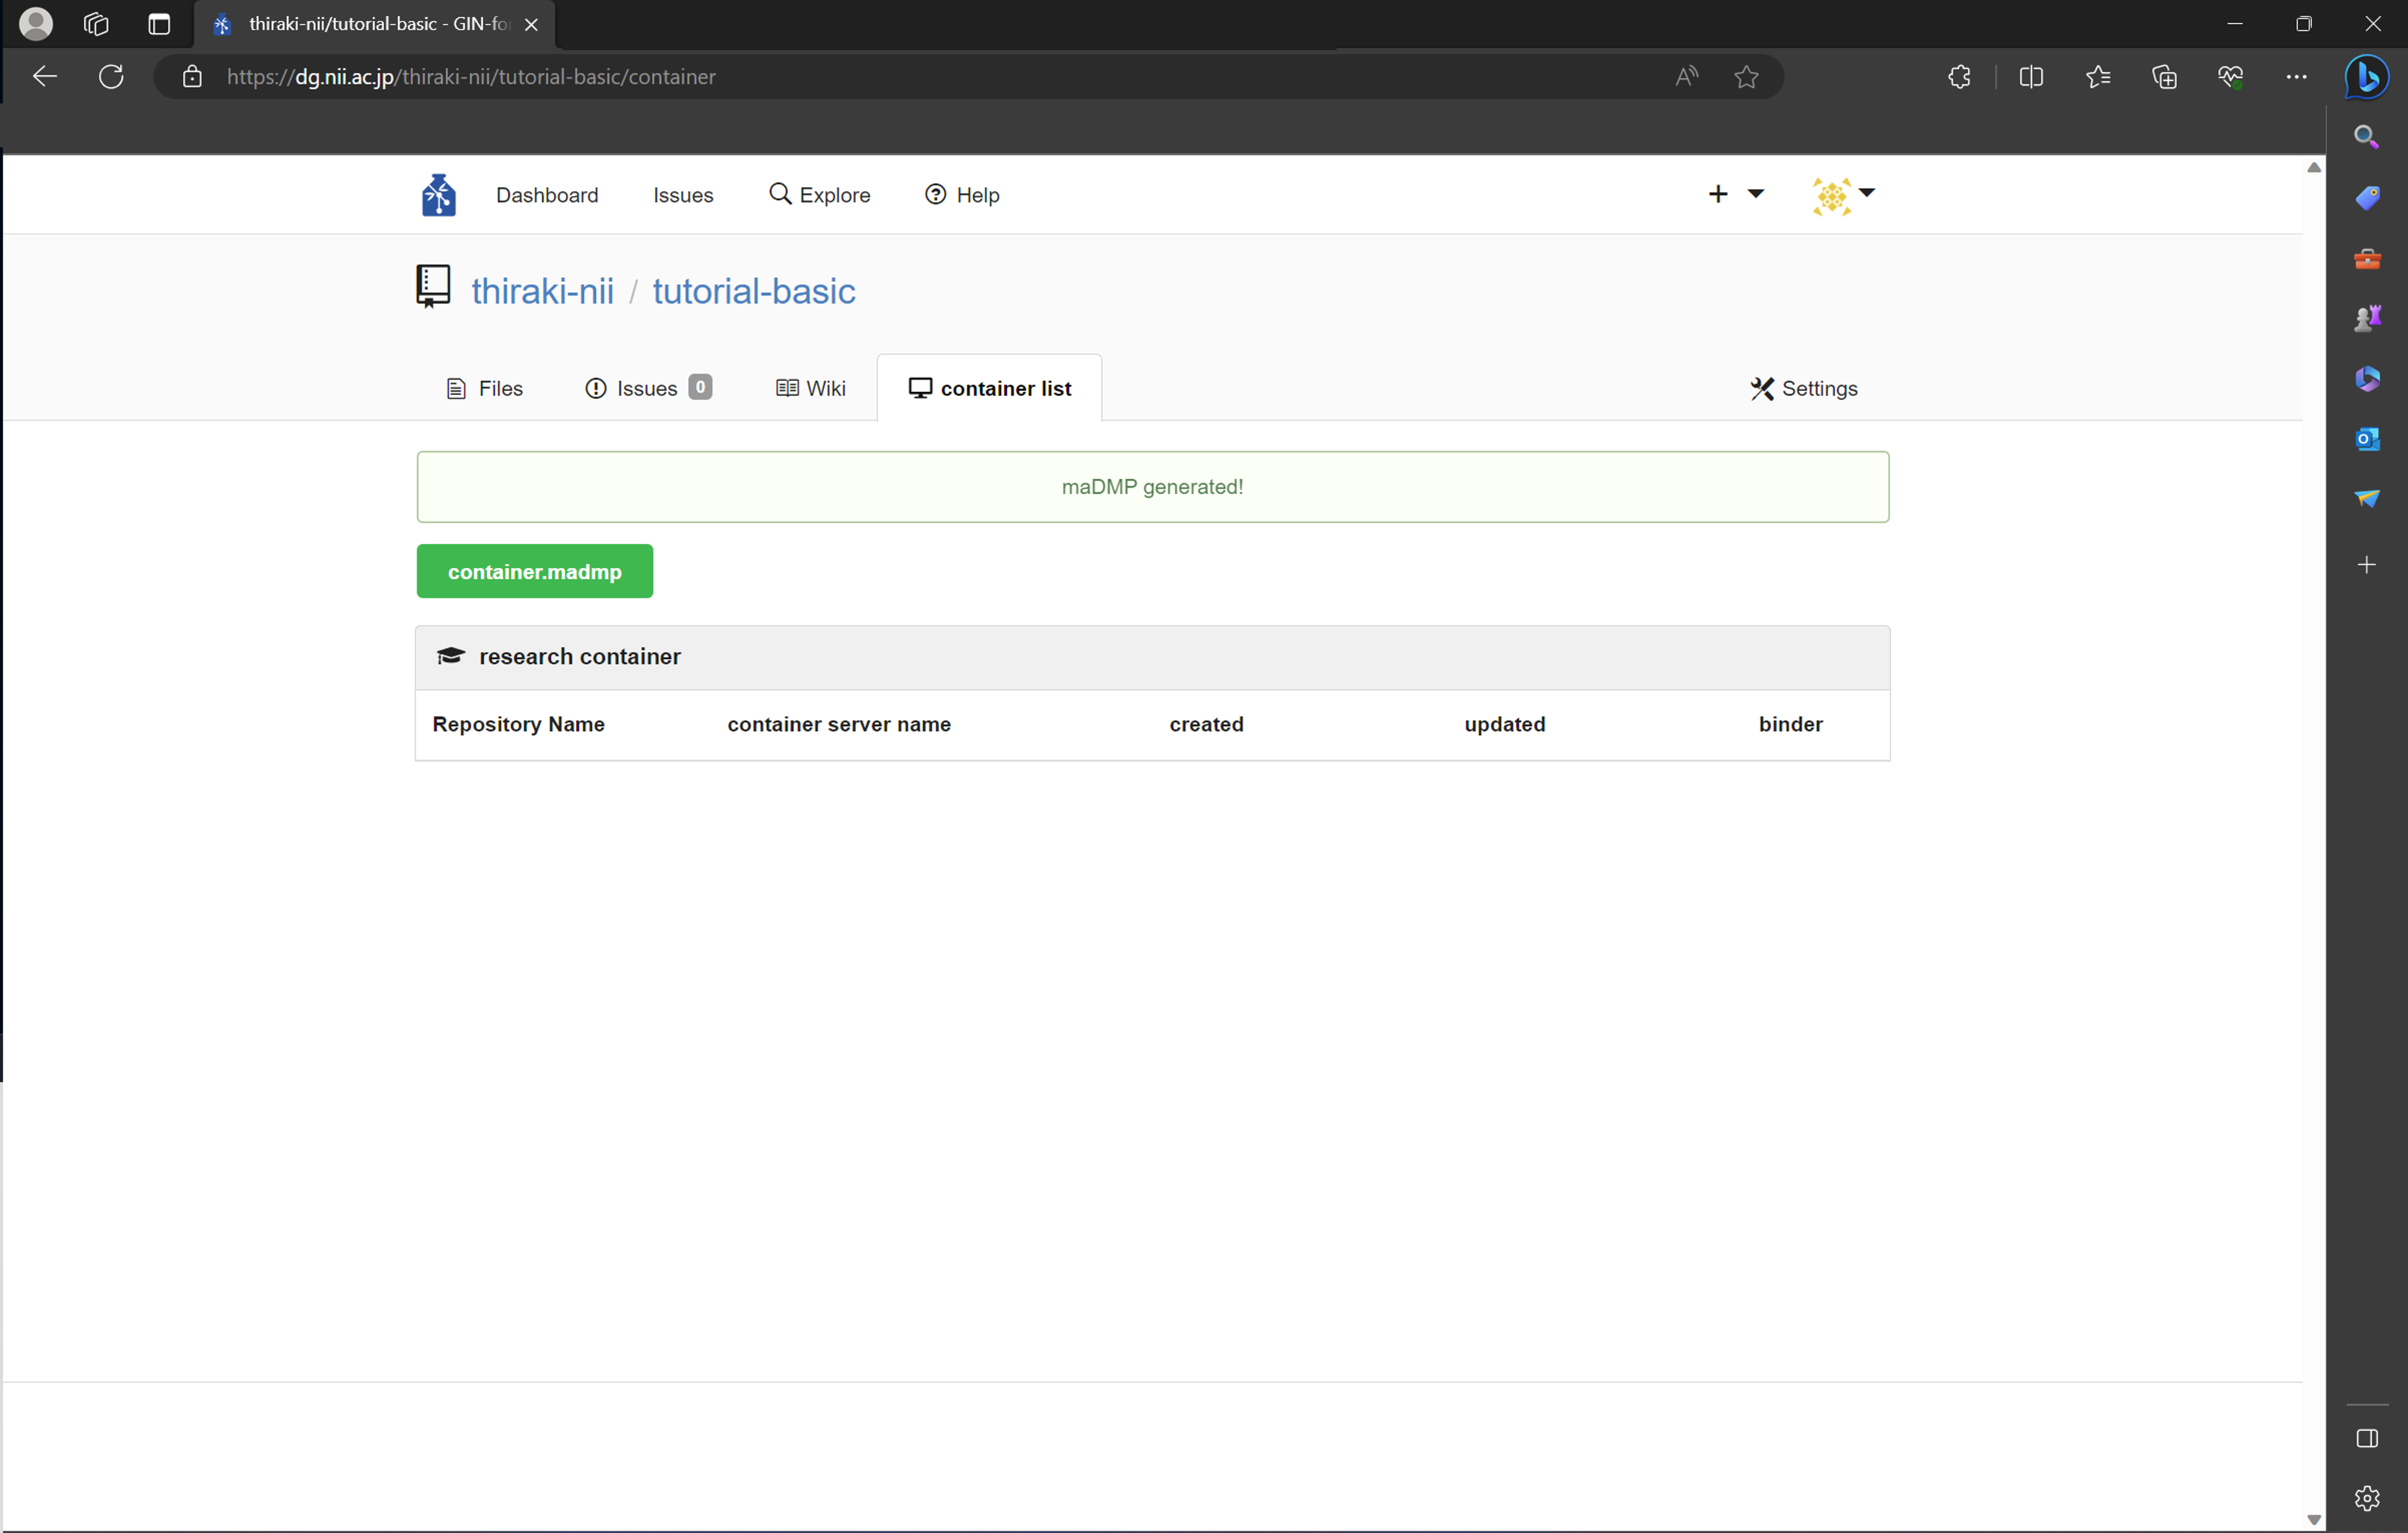 thiraki-nii/tutorial-basic - GIN-fo
https://dg.nii.ac.jp/thiraki-nii/tutorial-basic/container
Dashboard Issues Explore Help
thiraki-nii / tutorial-basic
Files Issues 0 Wiki container list Settings
maDMP generated!
container.madmp
research container
Repository Name container server name created updated binder